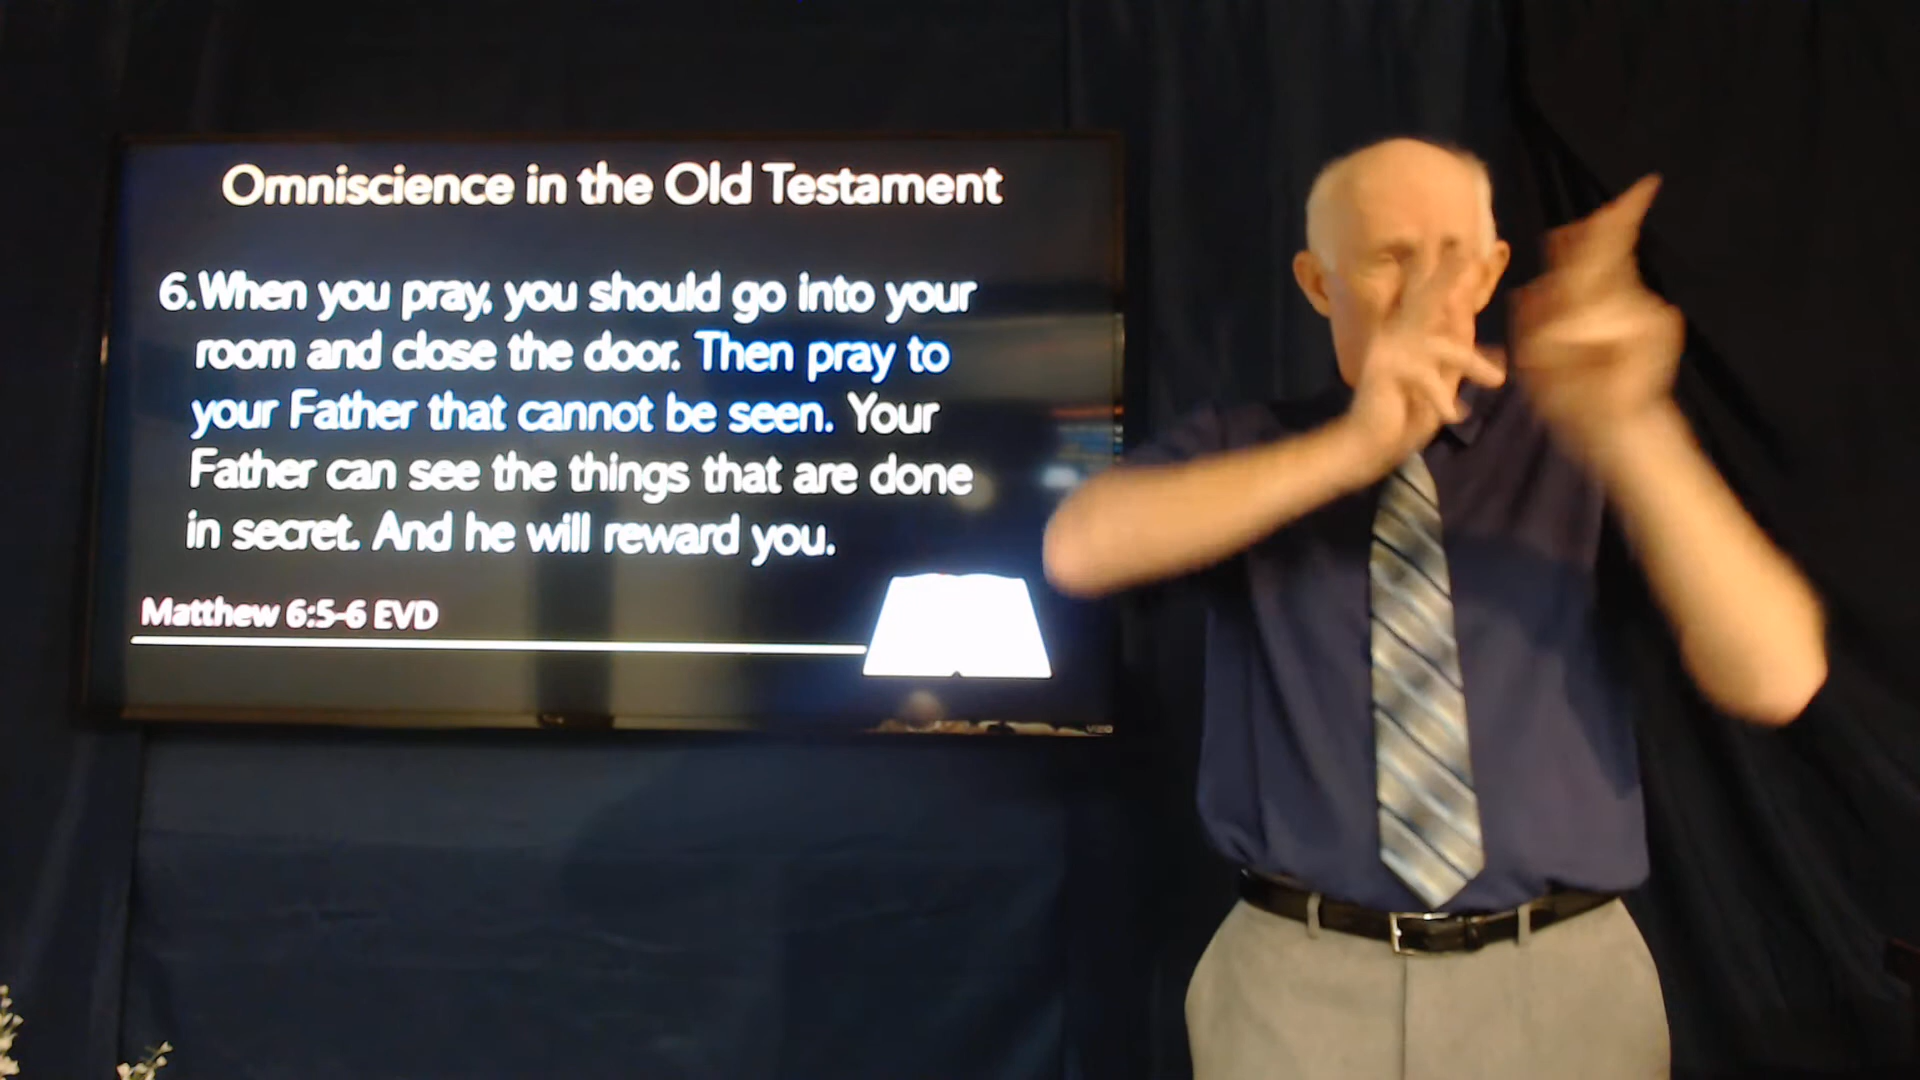 Omniscience in the Old Testament
6.When you pray, you should go into your
room and close the door. Then pray to
your Father that cannot be seen. Your
Father can see the things that are done
in secret. And he will reward you.
Matthew 6:5-6 EVD
VIZIO